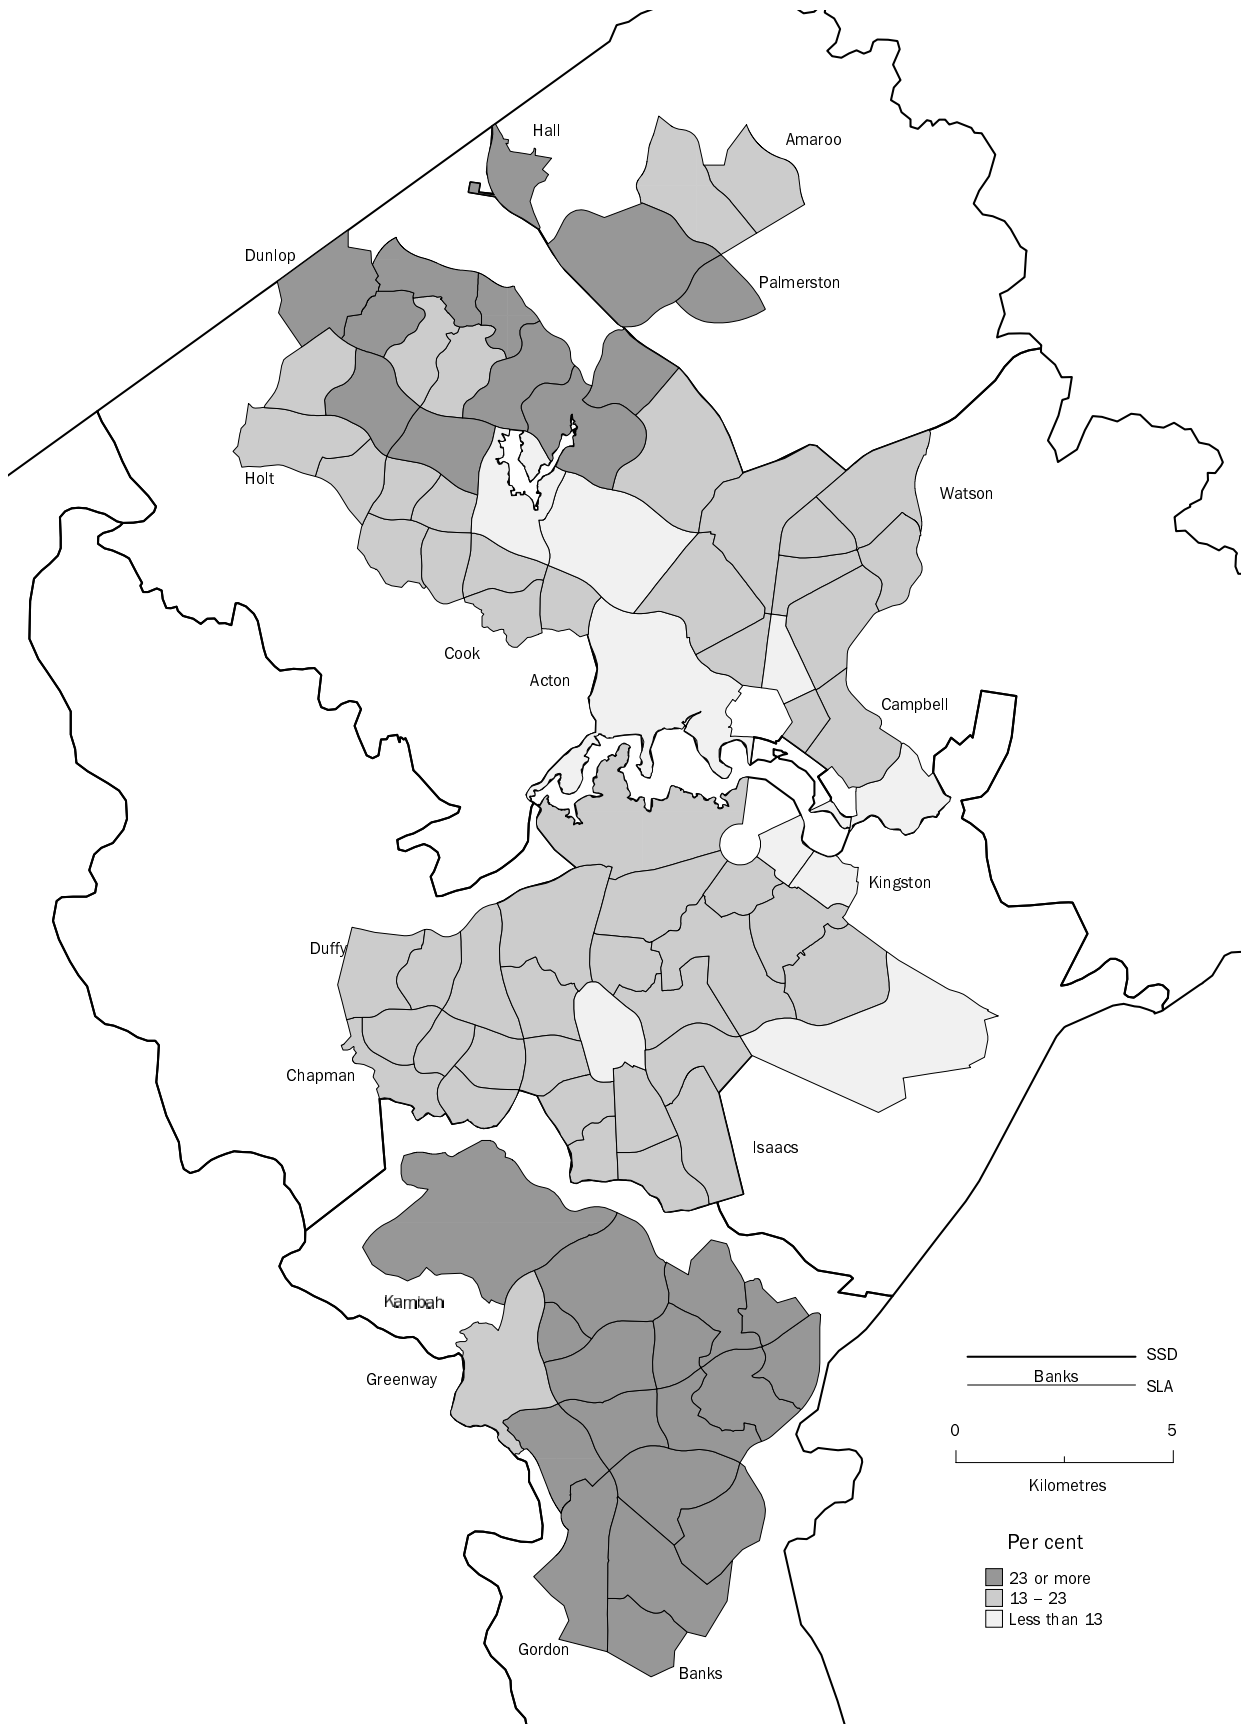 Hall
Amaroo
Dunlop
Palmerston
Holt
Watson
Cook
Acton
Campbell
Kingston
Duffy
Chapman
Isaacs
Kambah
Greenway
SSD
Banks
SLA
0 5
Kilometres
Per cent
23 or more
13 – 23
Less than 13
Gordon
Banks